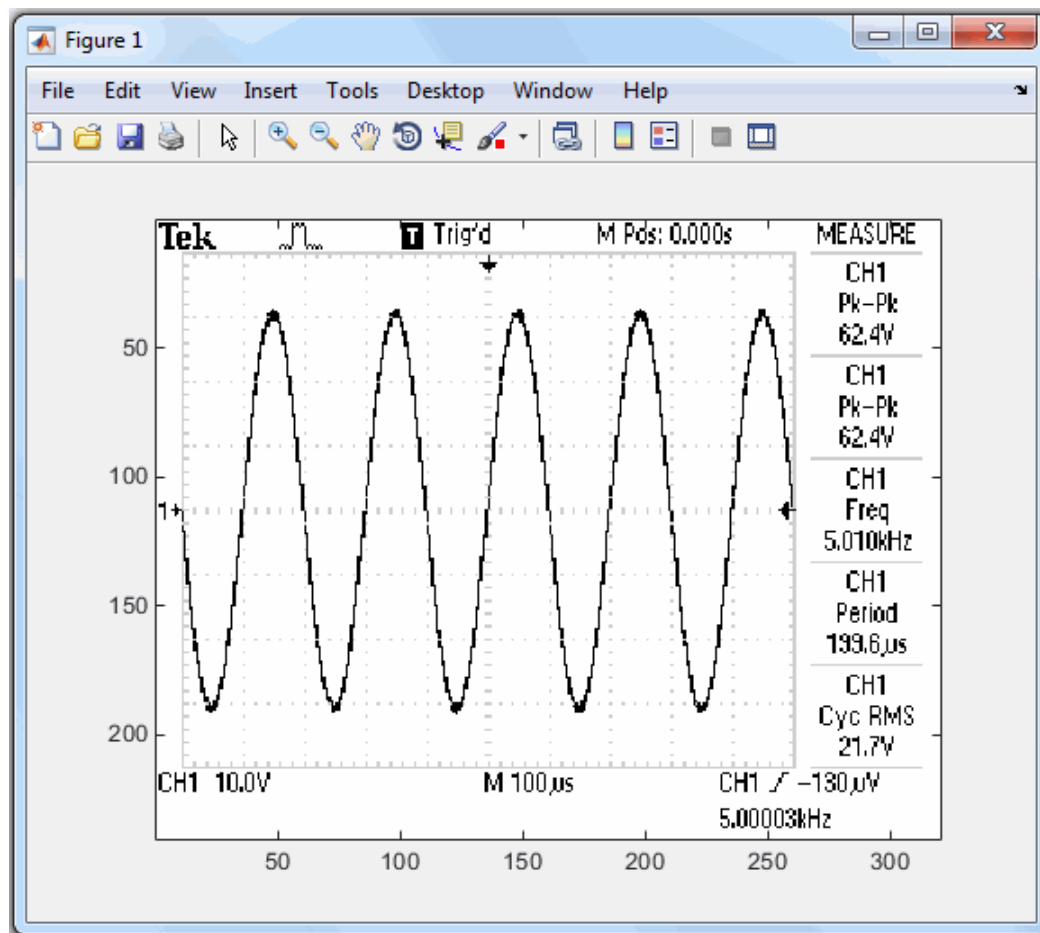 Figure 1
File Edit View Insert Tools Desktop Window Help
Tek T Trig'd M Pos: 0.000s MEASURE
CH1
Pk-Pk
62.4V
CH1
Pk-Pk
62.4V
CH1
Freq
5.010kHz
CH1
Period
199.6µs
CH1
Cyc RMS
21.7V
50
100
1
150
200
CH1 10.0V M 100µs CH1 -130µV
5.00003kHz
50 100 150 200 250 300